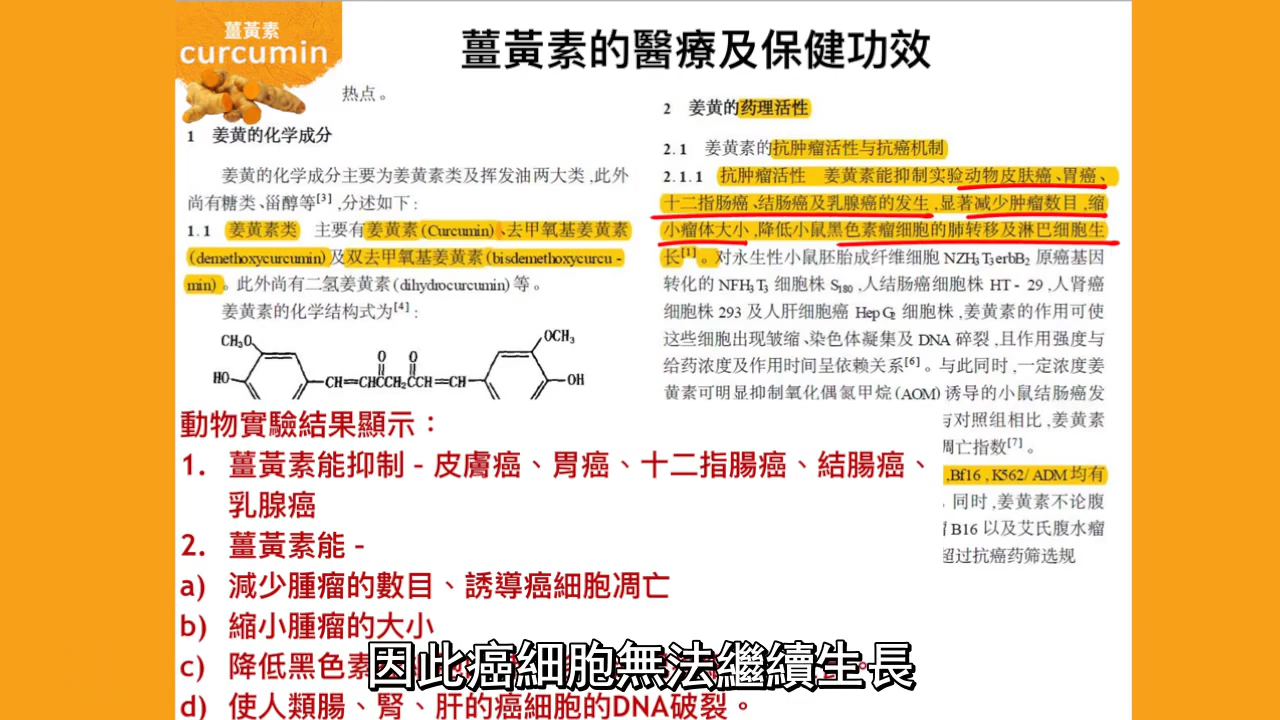 薑黃素
curcumin
薑黃素的醫療及保健功效
热点。
1 姜黄的化学成分
姜黄的化学成分主要为姜黄素类及挥发油两大类,此外
尚有糖类、甾醇等[3],分述如下:
1.1 姜黄素类 主要有姜黄素(Curcumin)、去甲氧基姜黄素
(demethoxycurcumin)及双去甲氧基姜黄素(bisdemethoxycurcu-
min)。此外尚有二氢姜黄素(dihydrocurcumin)等。
姜黄素的化学结构式为[4]:
CH3O OCH3
O O
HO CH=CHCCH2CCH=CH OH
2 姜黄的药理活性
2.1 姜黄素的抗肿瘤活性与抗癌机制
2.1.1 抗肿瘤活性 姜黄素能抑制实验动物皮肤癌、胃癌、
十二指肠癌、结肠癌及乳腺癌的发生,显著减少肿瘤数目,缩
小瘤体大小,降低小鼠黑色素瘤细胞的肺转移及淋巴细胞生
长[1]。对永生性小鼠胚胎成纤维细胞 NZH3T3erbB2 原癌基因
转化的 NFH3T3 细胞株 S180,人结肠癌细胞株 HT-29,人肾癌
细胞株 293 及人肝细胞癌 HepG2 细胞株,姜黄素的作用可使
这些细胞出现皱缩、染色体凝集及 DNA 碎裂,且作用强度与
给药浓度及作用时间呈依赖关系[6]。与此同时,一定浓度姜
黄素可明显抑制氧化偶氮甲烷(AOM)诱导的小鼠结肠癌发
与对照组相比,姜黄素
凋亡指数[7]。
,Bf16,K562/ADM均有
同时,姜黄素不论腹
B16 以及艾氏腹水瘤
超过抗癌药筛选规
動物實驗結果顯示:
1. 薑黃素能抑制 - 皮膚癌、胃癌、十二指腸癌、結腸癌、
乳腺癌
2. 薑黃素能 -
a) 減少腫瘤的數目、誘導癌細胞凋亡
b) 縮小腫瘤的大小
c) 降低黑色素
因此癌細胞無法繼續生長
d) 使人類腸、腎、肝的癌細胞的DNA破裂。